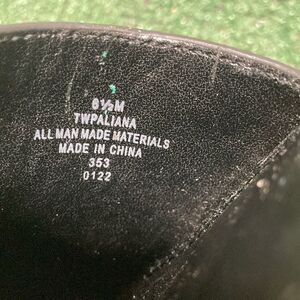 6½M
TWPALIANA
ALL MAN MADE MATERIALS
MADE IN CHINA
353
0122